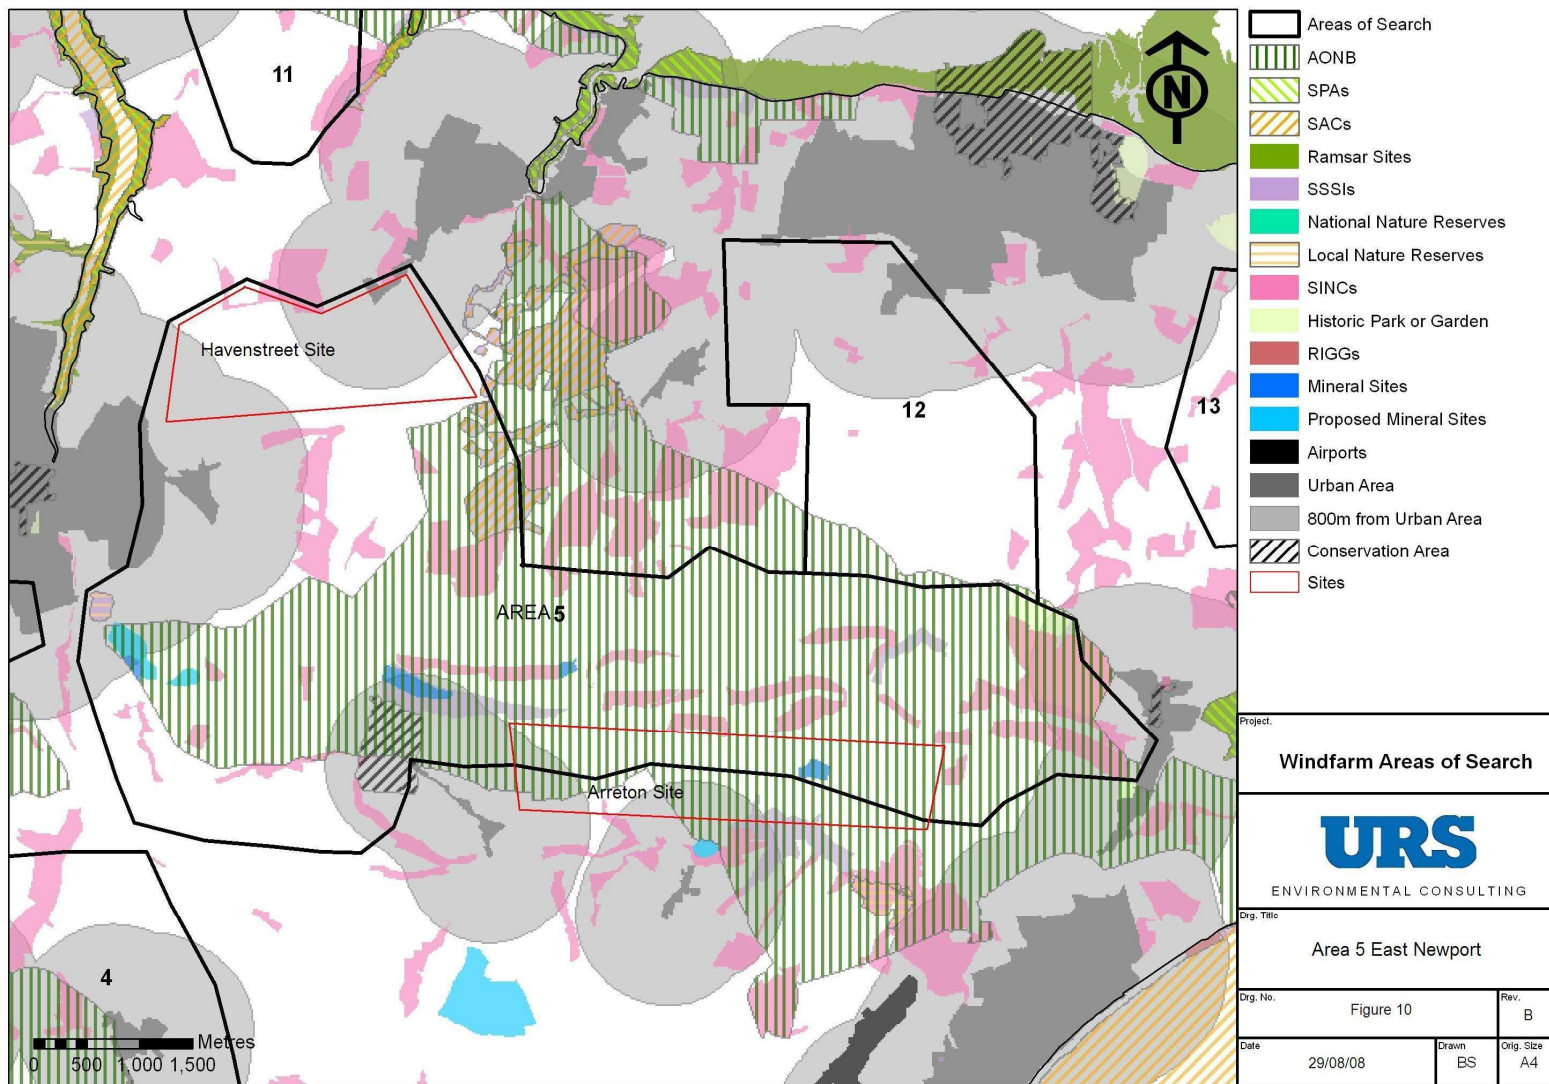 11
Havenstreet Site
12
13
AREA 5
Arreton Site
4
Metres
0 500 1,000 1,500
N
Areas of Search
AONB
SPAs
SACs
Ramsar Sites
SSSIs
National Nature Reserves
Local Nature Reserves
SINCs
Historic Park or Garden
RIGGs
Mineral Sites
Proposed Mineral Sites
Airports
Urban Area
800m from Urban Area
Conservation Area
Sites
Project.
Windfarm Areas of Search
URS
ENVIRONMENTAL CONSULTING
Drg. Title
Area 5 East Newport
Drg. No.
Figure 10
Rev.
B
Date
29/08/08
Drawn
BS
Orig. Size
A4